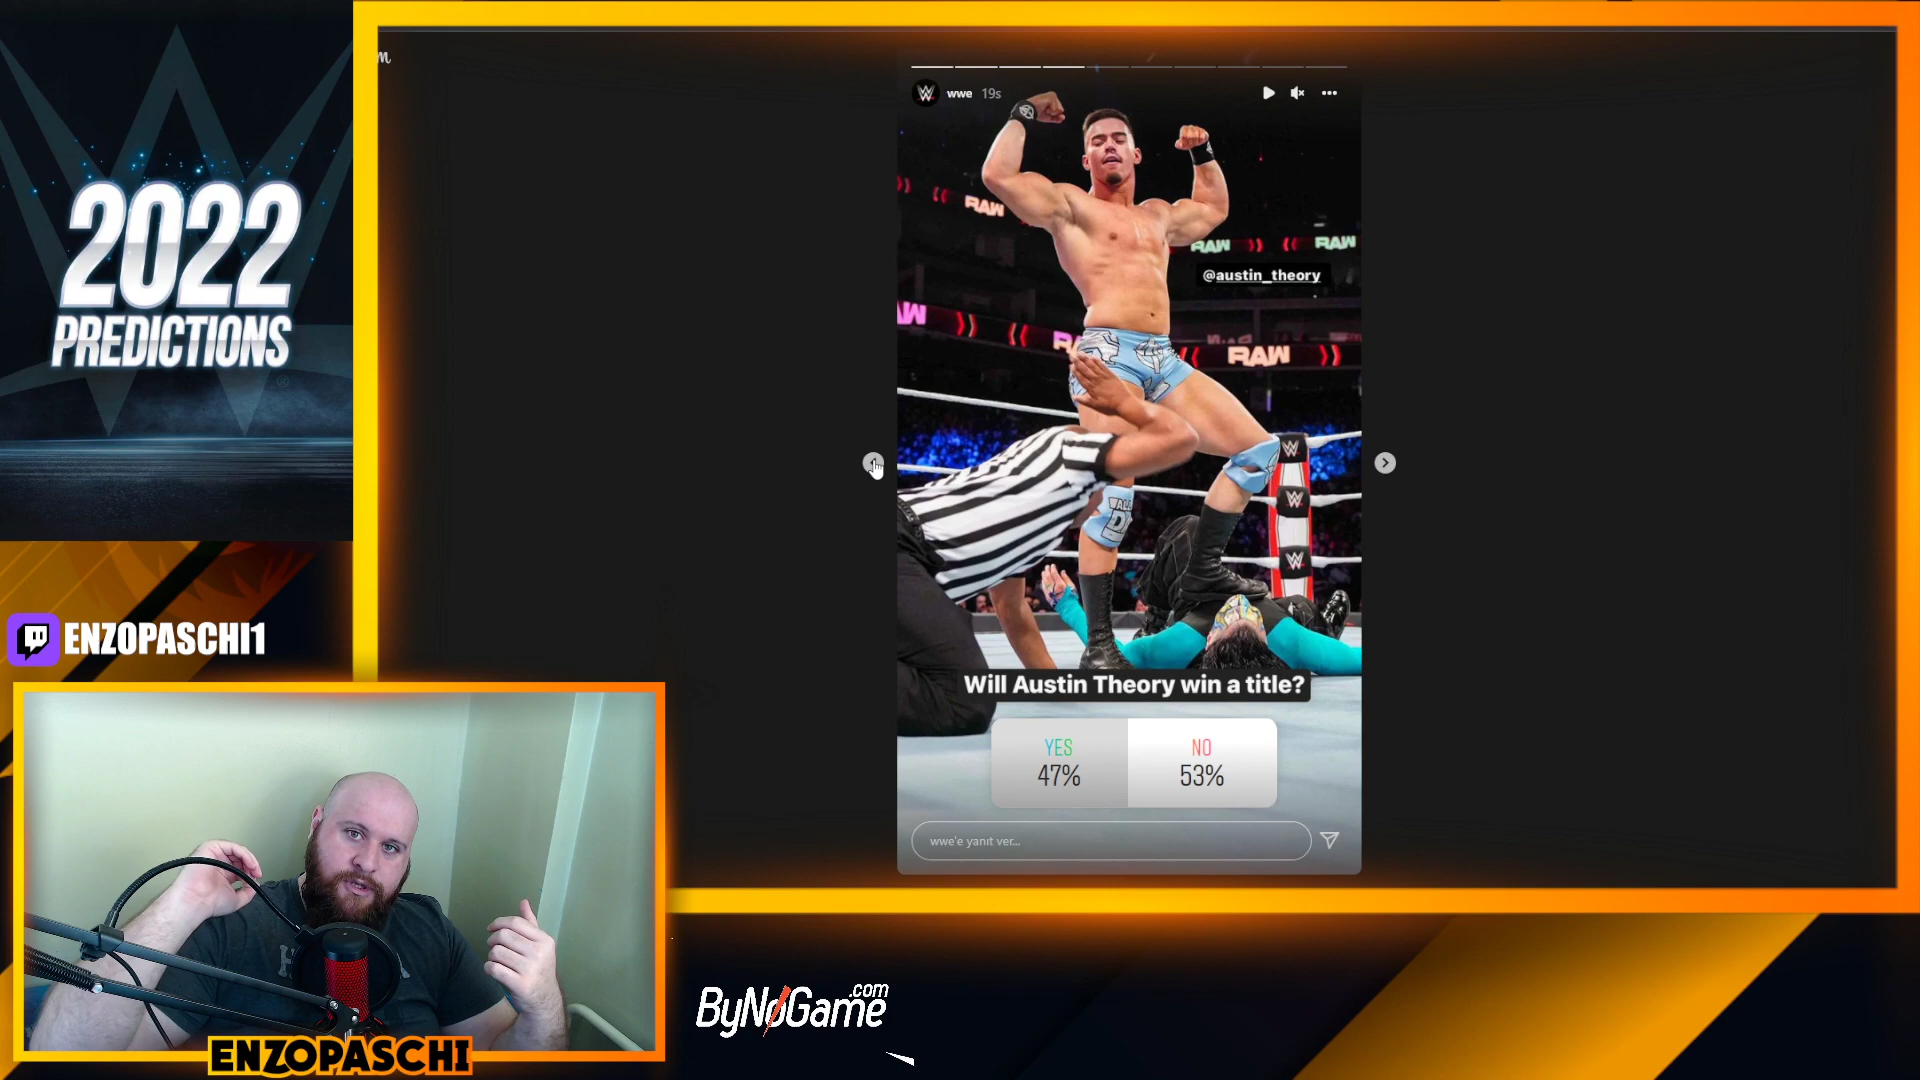 2022
PREDICTIONS
ENZOPASCHI1
ENZOPASCHI
m
wwe 19s
RAW
RAW
RAW
@austin_theory
RAW
Will Austin Theory win a title?
YES
47%
NO
53%
wwe'e yanıt ver...
ByNoGame.com